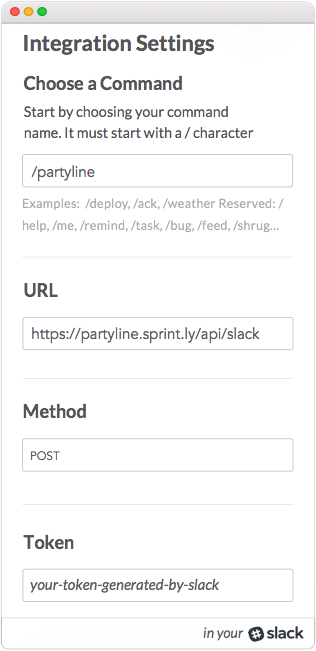 Integration Settings
Choose a Command
Start by choosing your command
name. It must start with a / character
/partyline
Examples: /deploy, /ack, /weather Reserved: /
help, /me, /remind, /task, /bug, /feed, /shrug...
URL
https://partyline.sprint.ly/api/slack
Method
POST
Token
your-token-generated-by-slack
in your slack